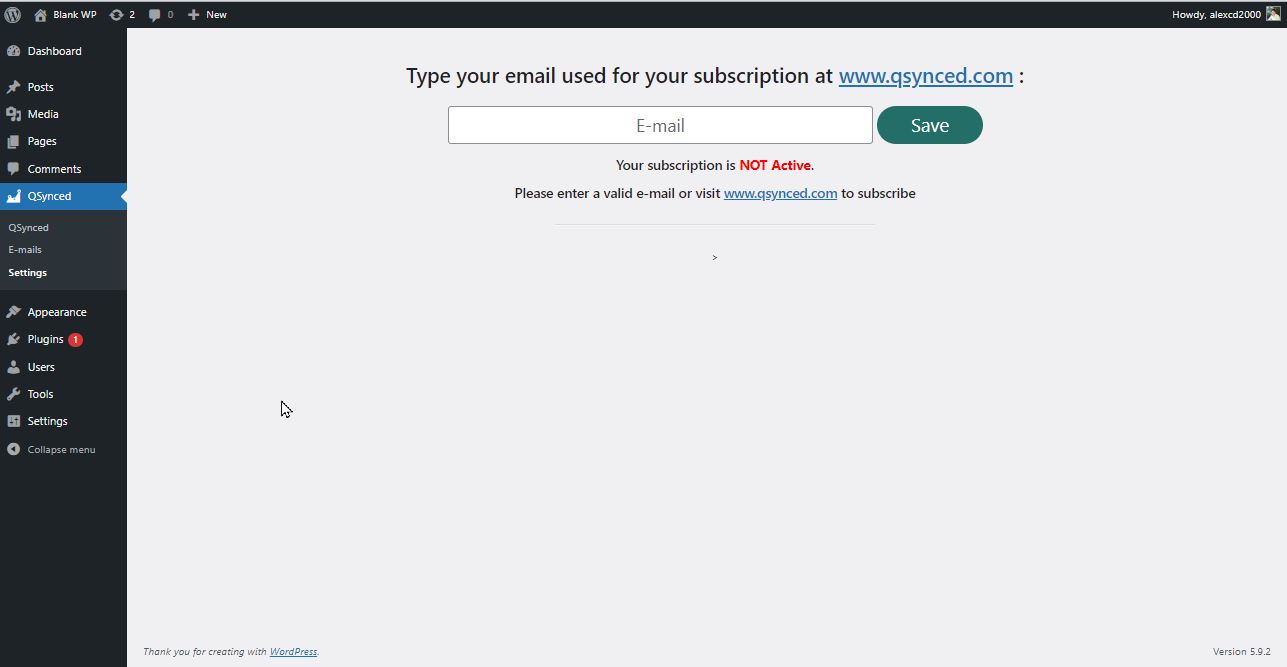 Blank WP 2 0 New Howdy, alexcd2000
Dashboard
Posts
Media
Pages
Comments
QSynced
QSynced
E-mails
Settings
Appearance
Plugins 1
Users
Tools
Settings
Collapse menu
Type your email used for your subscription at www.qsynced.com :
E-mail Save
Your subscription is NOT Active.
Please enter a valid e-mail or visit www.qsynced.com to subscribe
>
Thank you for creating with WordPress. Version 5.9.2